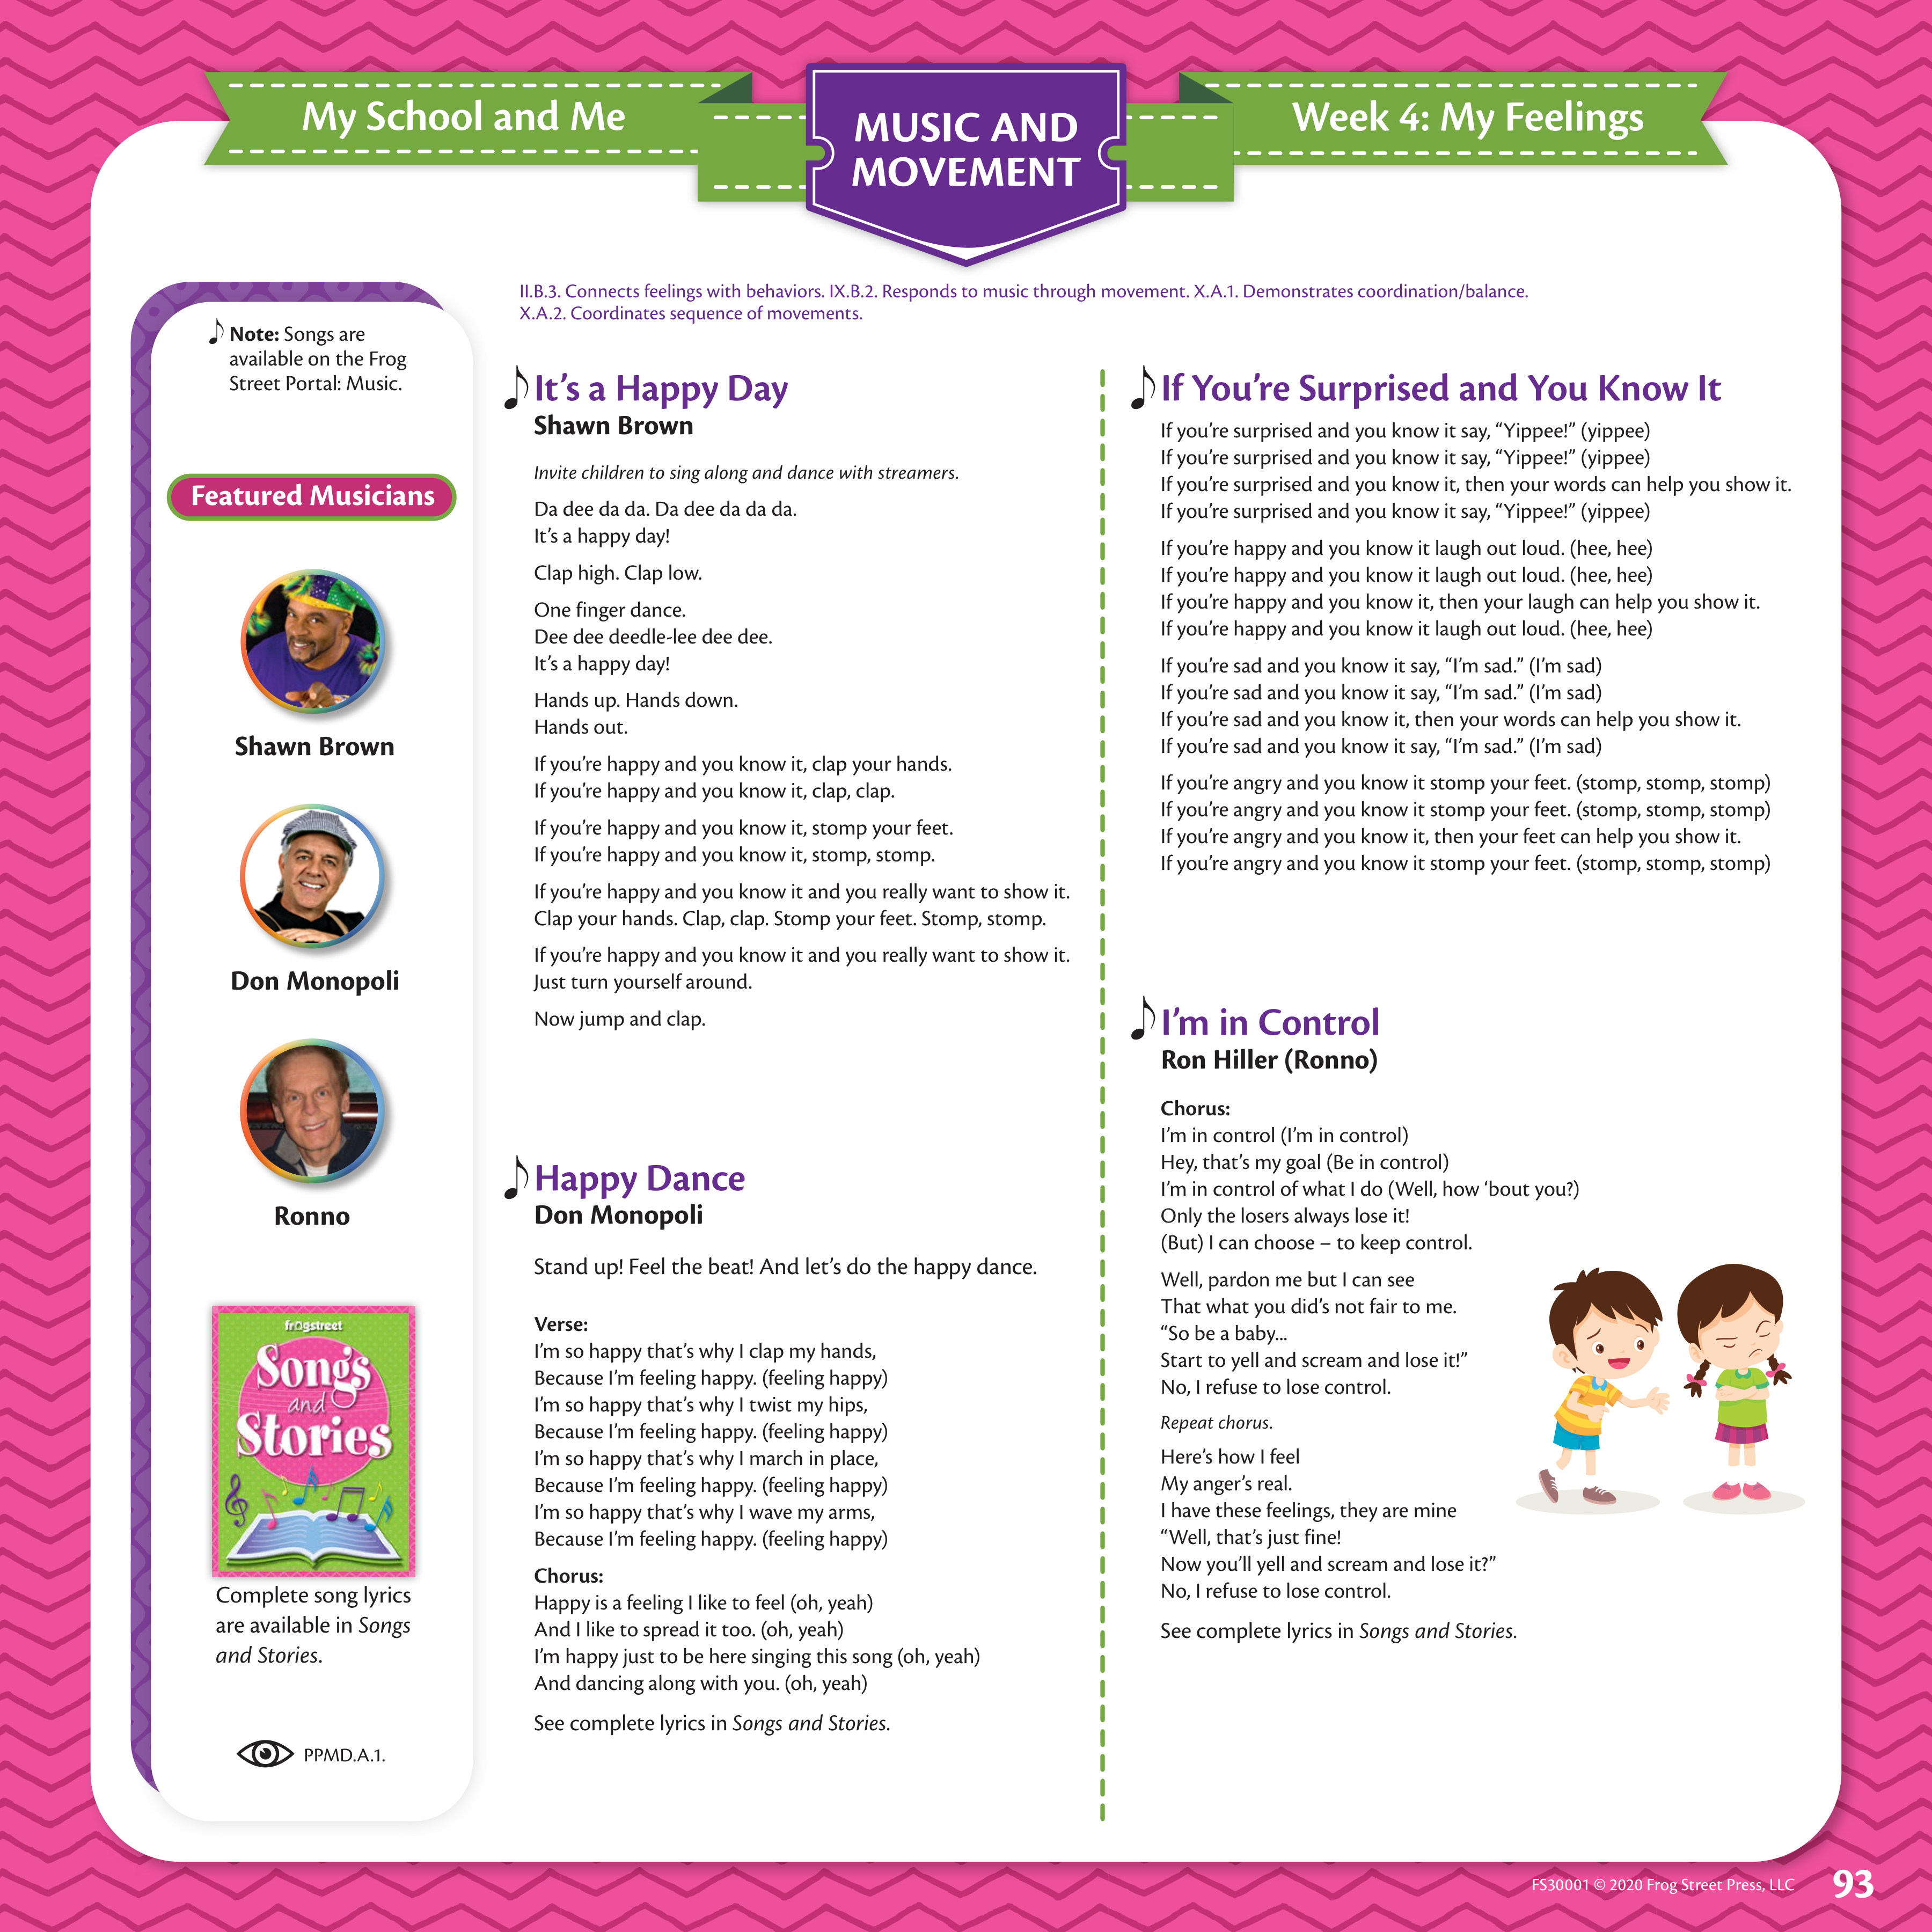 My School and Me
MUSIC AND
MOVEMENT
Week 4: My Feelings
II.B.3. Connects feelings with behaviors. IX.B.2. Responds to music through movement. X.A.1. Demonstrates coordination/balance.
X.A.2. Coordinates sequence of movements.
Note: Songs are
available on the Frog
Street Portal: Music.
Featured Musicians
Shawn Brown
Don Monopoli
Ronno
frogstreet
Songs
and
Stories
Complete song lyrics
are available in Songs
and Stories.
PPMD.A.1.
It’s a Happy Day
Shawn Brown
Invite children to sing along and dance with streamers.
Da dee da da. Da dee da da da.
It’s a happy day!
Clap high. Clap low.
One finger dance.
Dee dee deedle-lee dee dee.
It’s a happy day!
Hands up. Hands down.
Hands out.
If you’re happy and you know it, clap your hands.
If you’re happy and you know it, clap, clap.
If you’re happy and you know it, stomp your feet.
If you’re happy and you know it, stomp, stomp.
If you’re happy and you know it and you really want to show it.
Clap your hands. Clap, clap. Stomp your feet. Stomp, stomp.
If you’re happy and you know it and you really want to show it.
Just turn yourself around.
Now jump and clap.
Happy Dance
Don Monopoli
Stand up! Feel the beat! And let’s do the happy dance.
Verse:
I’m so happy that’s why I clap my hands,
Because I’m feeling happy. (feeling happy)
I’m so happy that’s why I twist my hips,
Because I’m feeling happy. (feeling happy)
I’m so happy that’s why I march in place,
Because I’m feeling happy. (feeling happy)
I’m so happy that’s why I wave my arms,
Because I’m feeling happy. (feeling happy)
Chorus:
Happy is a feeling I like to feel (oh, yeah)
And I like to spread it too. (oh, yeah)
I’m happy just to be here singing this song (oh, yeah)
And dancing along with you. (oh, yeah)
See complete lyrics in Songs and Stories.
If You’re Surprised and You Know It
If you’re surprised and you know it say, “Yippee!” (yippee)
If you’re surprised and you know it say, “Yippee!” (yippee)
If you’re surprised and you know it, then your words can help you show it.
If you’re surprised and you know it say, “Yippee!” (yippee)
If you’re happy and you know it laugh out loud. (hee, hee)
If you’re happy and you know it laugh out loud. (hee, hee)
If you’re happy and you know it, then your laugh can help you show it.
If you’re happy and you know it laugh out loud. (hee, hee)
If you’re sad and you know it say, “I’m sad.” (I’m sad)
If you’re sad and you know it say, “I’m sad.” (I’m sad)
If you’re sad and you know it, then your words can help you show it.
If you’re sad and you know it say, “I’m sad.” (I’m sad)
If you’re angry and you know it stomp your feet. (stomp, stomp, stomp)
If you’re angry and you know it stomp your feet. (stomp, stomp, stomp)
If you’re angry and you know it, then your feet can help you show it.
If you’re angry and you know it stomp your feet. (stomp, stomp, stomp)
I’m in Control
Ron Hiller (Ronno)
Chorus:
I’m in control (I’m in control)
Hey, that’s my goal (Be in control)
I’m in control of what I do (Well, how ‘bout you?)
Only the losers always lose it!
(But) I can choose – to keep control.
Well, pardon me but I can see
That what you did’s not fair to me.
“So be a baby...
Start to yell and scream and lose it!”
No, I refuse to lose control.
Repeat chorus.
Here’s how I feel
My anger’s real.
I have these feelings, they are mine
“Well, that’s just fine!
Now you’ll yell and scream and lose it?”
No, I refuse to lose control.
See complete lyrics in Songs and Stories.
FS30001 © 2020 Frog Street Press, LLC
93